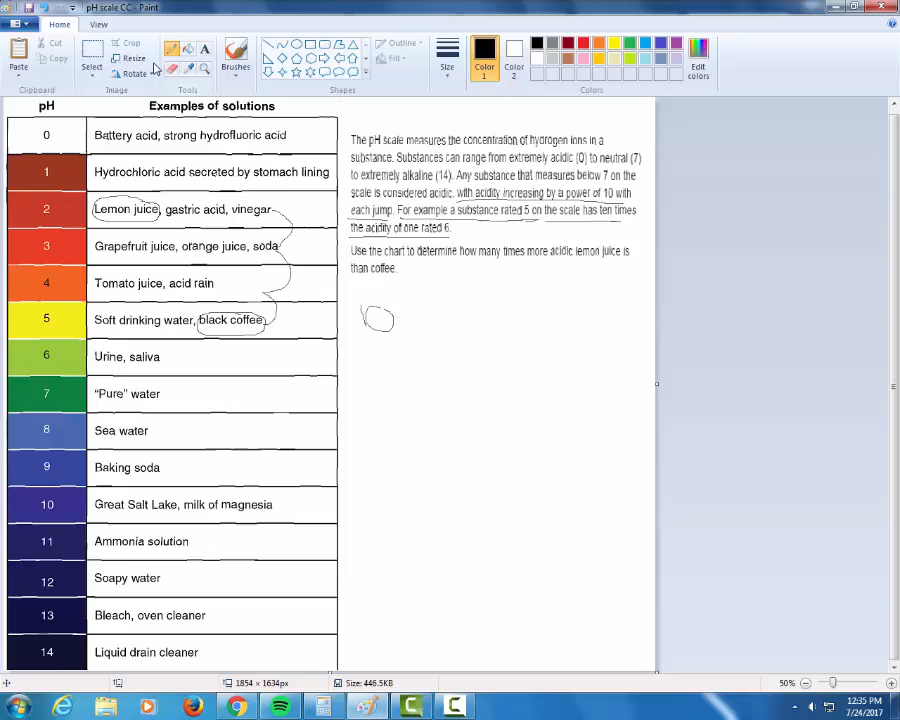 pH scale CC - Paint
Home
View
Paste
Cut
Copy
Clipboard
Select
Crop
Resize
Rotate
Image
A
Tools
Brushes
Outline
Fill
Shapes
Size
Color
1
Color
2
Edit
colors
Colors
pH
Examples of solutions
0
Battery acid, strong hydrofluoric acid
1
Hydrochloric acid secreted by stomach lining
2
Lemon juice, gastric acid, vinegar
3
Grapefruit juice, orange juice, soda
4
Tomato juice, acid rain
5
Soft drinking water, black coffee
6
Urine, saliva
7
“Pure” water
8
Sea water
9
Baking soda
10
Great Salt Lake, milk of magnesia
11
Ammonia solution
12
Soapy water
13
Bleach, oven cleaner
14
Liquid drain cleaner
The pH scale measures the concentration of hydrogen ions in a
substance. Substances can range from extremely acidic (0) to neutral (7)
to extremely alkaline (14). Any substance that measures below 7 on the
scale is considered acidic, with acidity increasing by a power of 10 with
each jump. For example a substance rated 5 on the scale has ten times
the acidity of one rated 6.
Use the chart to determine how many times more acidic lemon juice is
than coffee.
10
1854 × 1634px
Size: 446.5KB
50%
12:35 PM
7/24/2017